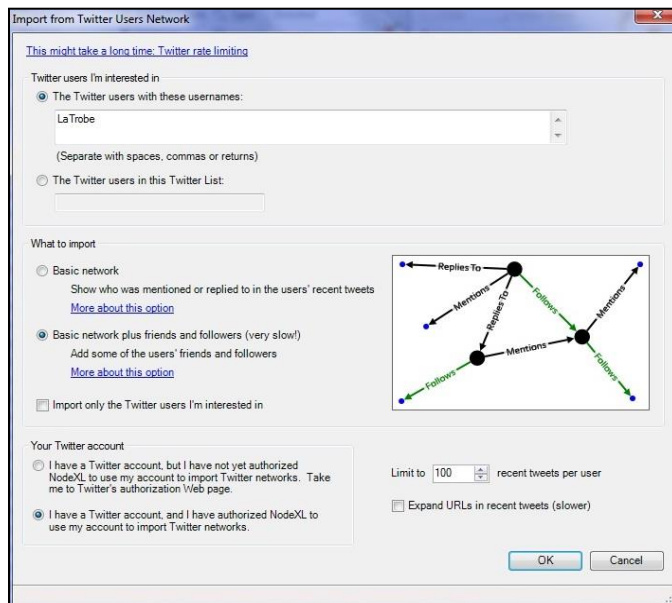 Import from Twitter Users Network
This might take a long time: Twitter rate limiting
Twitter users I'm interested in
The Twitter users with these usernames:
LaTrobe
(Separate with spaces, commas or returns)
The Twitter users in this Twitter List:
What to import
Basic network
Show who was mentioned or replied to in the users' recent tweets
More about this option
Basic network plus friends and followers (very slow!)
Add some of the users' friends and followers
More about this option
Import only the Twitter users I'm interested in
Replies To
Mentions
Replies To
Follows
Mentions
Mentions
Follows
Follows
Your Twitter account
I have a Twitter account, but I have not yet authorized
NodeXL to use my account to import Twitter networks. Take
me to Twitter's authorization Web page.
I have a Twitter account, and I have authorized NodeXL to
use my account to import Twitter networks.
Limit to 100 recent tweets per user
Expand URLs in recent tweets (slower)
OK Cancel